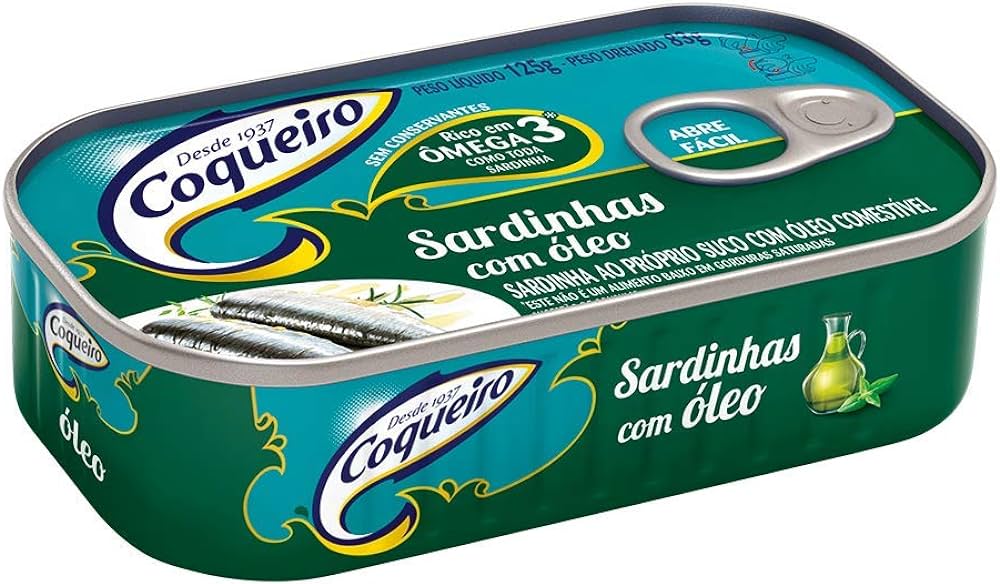 PESO LÍQUIDO 125g - PESO DRENADO 83g
Desde 1937
Coqueiro
SEM CONSERVANTES
Rico em
ÔMEGA 3*
COMO TODA
SARDINHA
ABRE
FÁCIL
Sardinhas
com óleo
SARDINHA AO PRÓPRIO SUCO COM ÓLEO COMESTÍVEL
*ESTE NÃO É UM ALIMENTO BAIXO EM GORDURAS SATURADAS
Desde 1937
Coqueiro
óleo
Desde 1937
Coqueiro
Sardinhas
com óleo